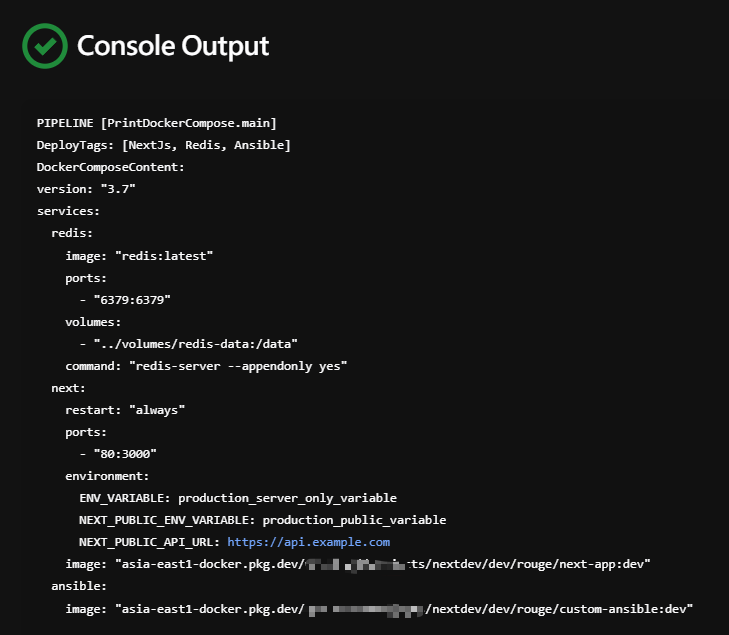 Console Output
PIPELINE [PrintDockerCompose.main]
DeployTags: [NextJs, Redis, Ansible]
DockerComposeContent:
version: "3.7"
services:
  redis:
    image: "redis:latest"
    ports:
      - "6379:6379"
    volumes:
      - "../volumes/redis-data:/data"
    command: "redis-server --appendonly yes"
  next:
    restart: "always"
    ports:
      - "80:3000"
    environment:
      ENV_VARIABLE: production_server_only_variable
      NEXT_PUBLIC_ENV_VARIABLE: production_public_variable
      NEXT_PUBLIC_API_URL: https://api.example.com
    image: "asia-east1-docker.pkg.dev/ ts/nextdev/dev/rouge/next-app:dev"
  ansible:
    image: "asia-east1-docker.pkg.dev/ /nextdev/dev/rouge/custom-ansible:dev"